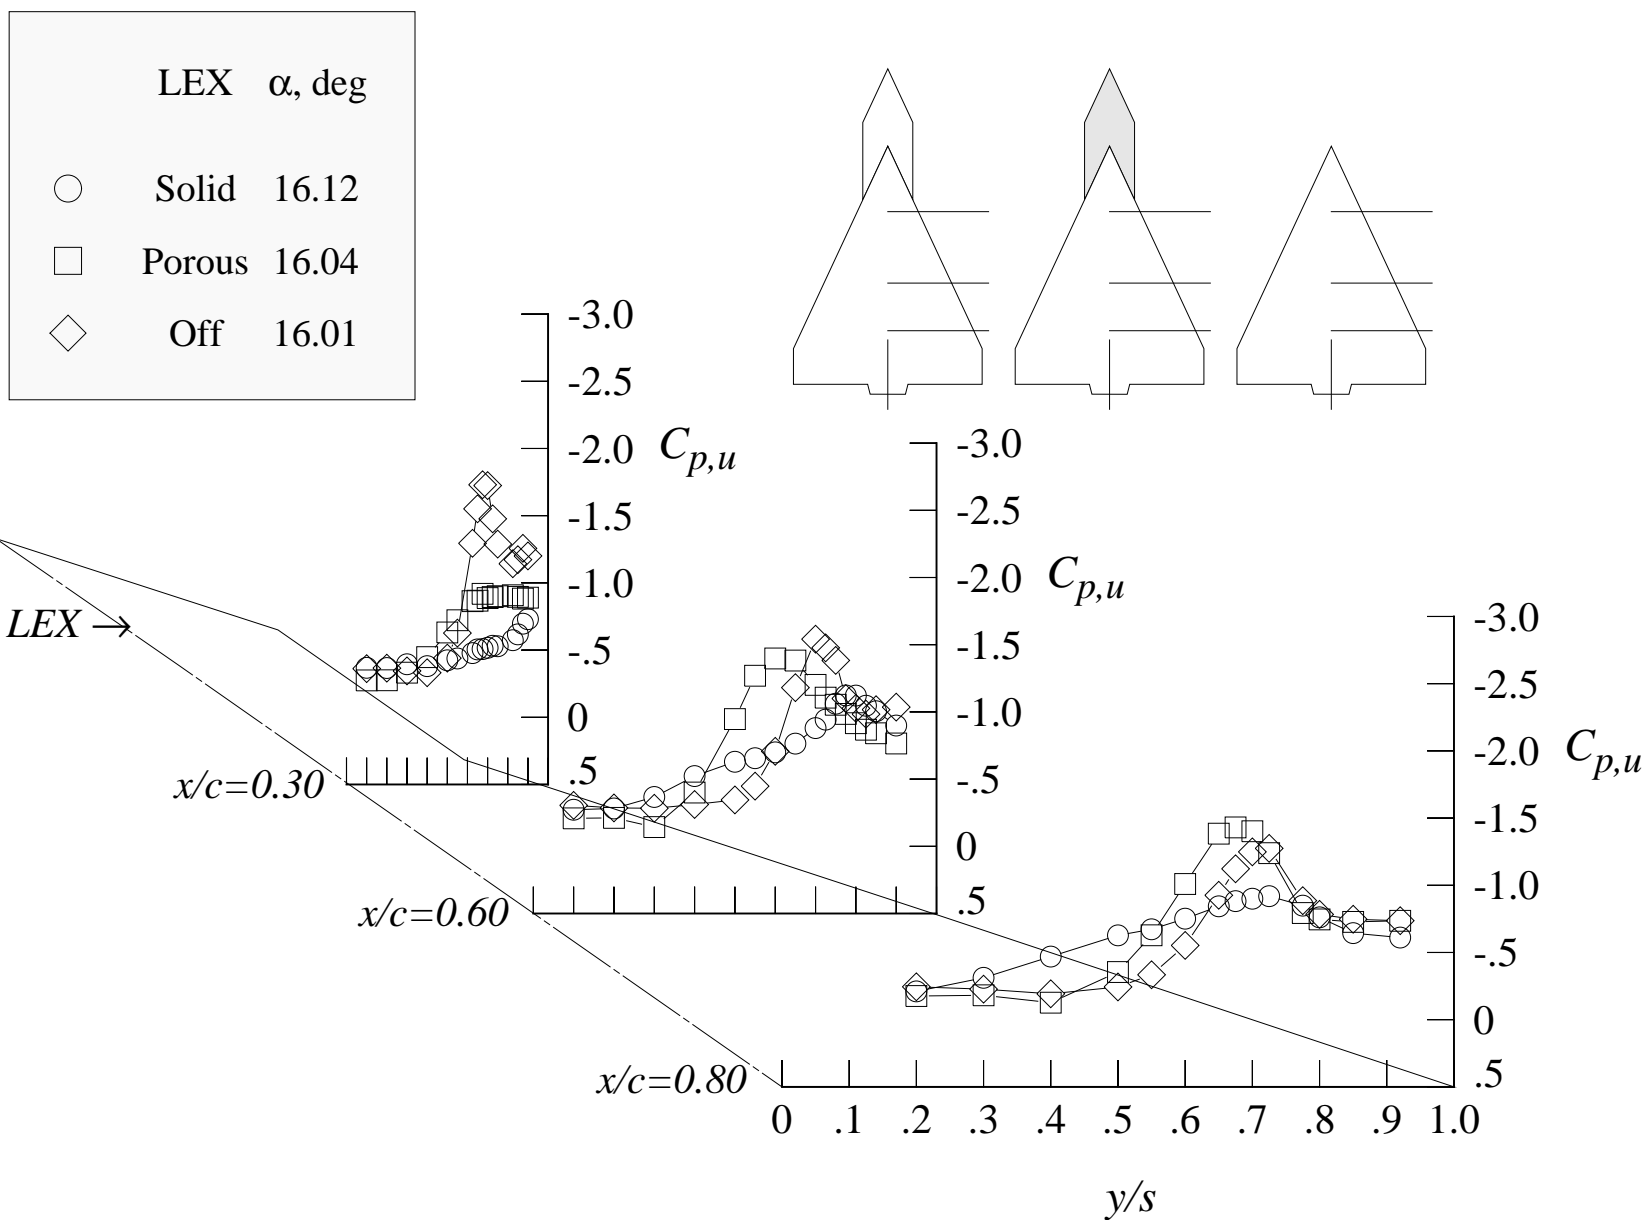 LEX α, deg
Solid 16.12
Porous 16.04
Off 16.01
-3.0
-2.5
-2.0
-1.5
-1.0
-.5
0
.5
C_{p,u}
LEX →
x/c=0.30
-3.0
-2.5
-2.0
-1.5
-1.0
-.5
0
.5
C_{p,u}
x/c=0.60
-3.0
-2.5
-2.0
-1.5
-1.0
-.5
0
.5
C_{p,u}
x/c=0.80
0 .1 .2 .3 .4 .5 .6 .7 .8 .9 1.0
y/s